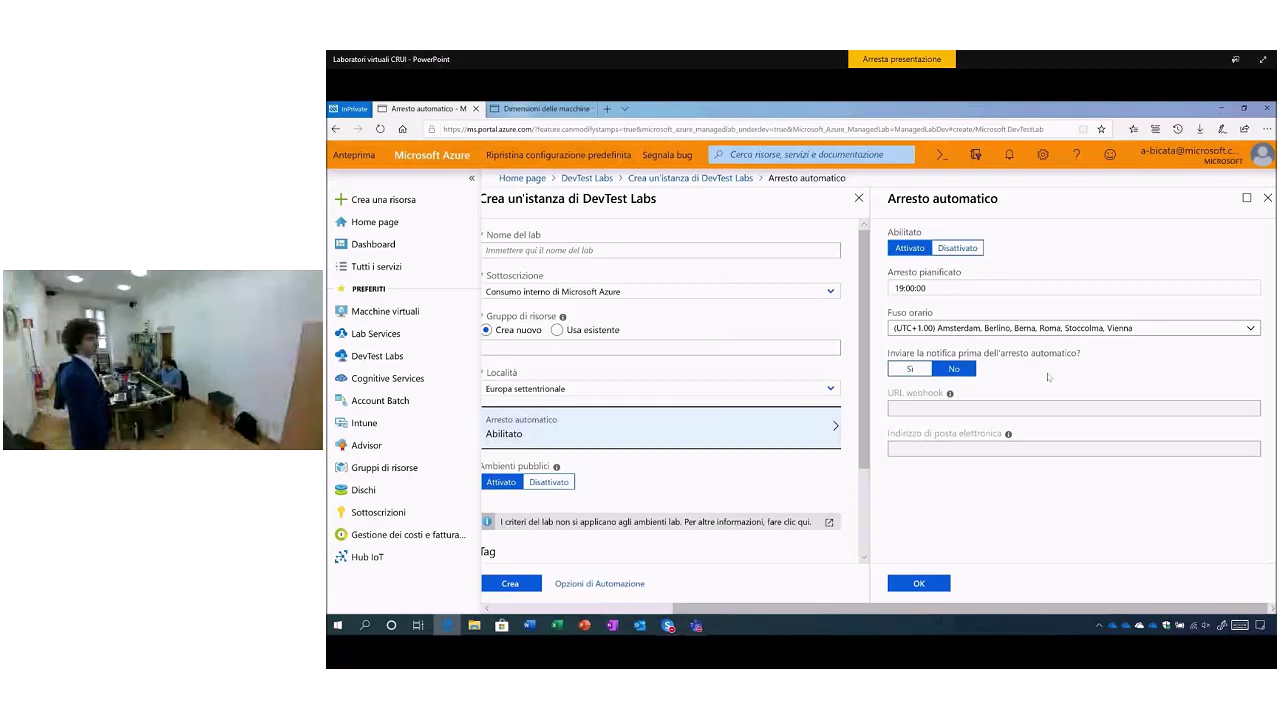 Laboratori virtuali CRUI - PowerPoint
Arresta presentazione
InPrivate
Arresto automatico - M
Dimensioni delle macchine
https://ms.portal.azure.com/?feature.canmodifystamps=true&microsoft_azure_managedlab_underdev=true&Microsoft_Azure_ManagedLab=ManagedLabDev#create/Microsoft.DevTestLab
Anteprima
Microsoft Azure
Ripristina configurazione predefinita
Segnala bug
Cerca risorse, servizi e documentazione
a-bicata@microsoft.c...
MICROSOFT
Home page > DevTest Labs > Crea un'istanza di DevTest Labs > Arresto automatico
Crea una risorsa
Home page
Dashboard
Tutti i servizi
PREFERITI
Macchine virtuali
Lab Services
DevTest Labs
Cognitive Services
Account Batch
Intune
Advisor
Gruppi di risorse
Dischi
Sottoscrizioni
Gestione dei costi e fattura...
Hub IoT
Crea un'istanza di DevTest Labs
* Nome del lab
Immettere qui il nome del lab
* Sottoscrizione
Consumo interno di Microsoft Azure
* Gruppo di risorse
Crea nuovo
Usa esistente
* Località
Europa settentrionale
Arresto automatico
Abilitato
Ambienti pubblici
Attivato
Disattivato
I criteri del lab non si applicano agli ambienti lab. Per altre informazioni, fare clic qui.
Tag
Crea
Opzioni di Automazione
Arresto automatico
Abilitato
Attivato
Disattivato
Arresto pianificato
19:00:00
Fuso orario
(UTC+1.00) Amsterdam, Berlino, Berna, Roma, Stoccolma, Vienna
Inviare la notifica prima dell'arresto automatico?
Sì
No
URL webhook
Indirizzo di posta elettronica
OK